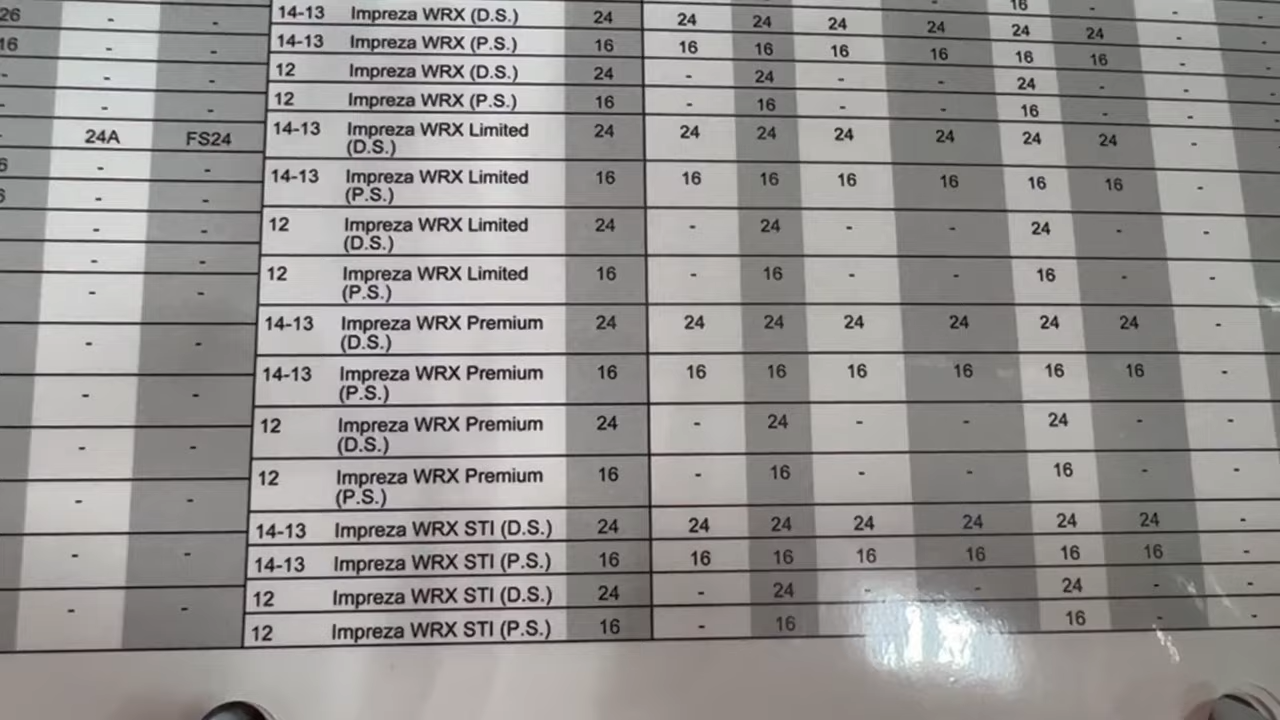 26 - - 14-13 Impreza WRX (D.S.) 24 24 24 24 24 24 24 - -
16 - - 14-13 Impreza WRX (P.S.) 16 16 16 16 16 16 16 - -
- - - 12 Impreza WRX (D.S.) 24 - 24 - - 24 - - -
- - - 12 Impreza WRX (P.S.) 16 - 16 - - 16 - - -
- 24A FS24 14-13 Impreza WRX Limited 24 24 24 24 24 24 24 -
(D.S.)
6 - -
14-13 Impreza WRX Limited 16 16 16 16 16 16 16 -
(P.S.)
6 - -
12 Impreza WRX Limited 24 - 24 - - 24 - -
(D.S.)
- -
12 Impreza WRX Limited 16 - 16 - - 16 - -
(P.S.)
- -
14-13 Impreza WRX Premium 24 24 24 24 24 24 24 -
(D.S.)
- -
14-13 Impreza WRX Premium 16 16 16 16 16 16 16 -
(P.S.)
- -
12 Impreza WRX Premium 24 - 24 - - 24 - -
(D.S.)
- -
12 Impreza WRX Premium 16 - 16 - - 16 - -
(P.S.)
- -
14-13 Impreza WRX STI (D.S.) 24 24 24 24 24 24 24 -
- - 14-13 Impreza WRX STI (P.S.) 16 16 16 16 16 16 16 -
12 Impreza WRX STI (D.S.) 24 - 24 - - 24 - -
- - 12 Impreza WRX STI (P.S.) 16 - 16 16 - -